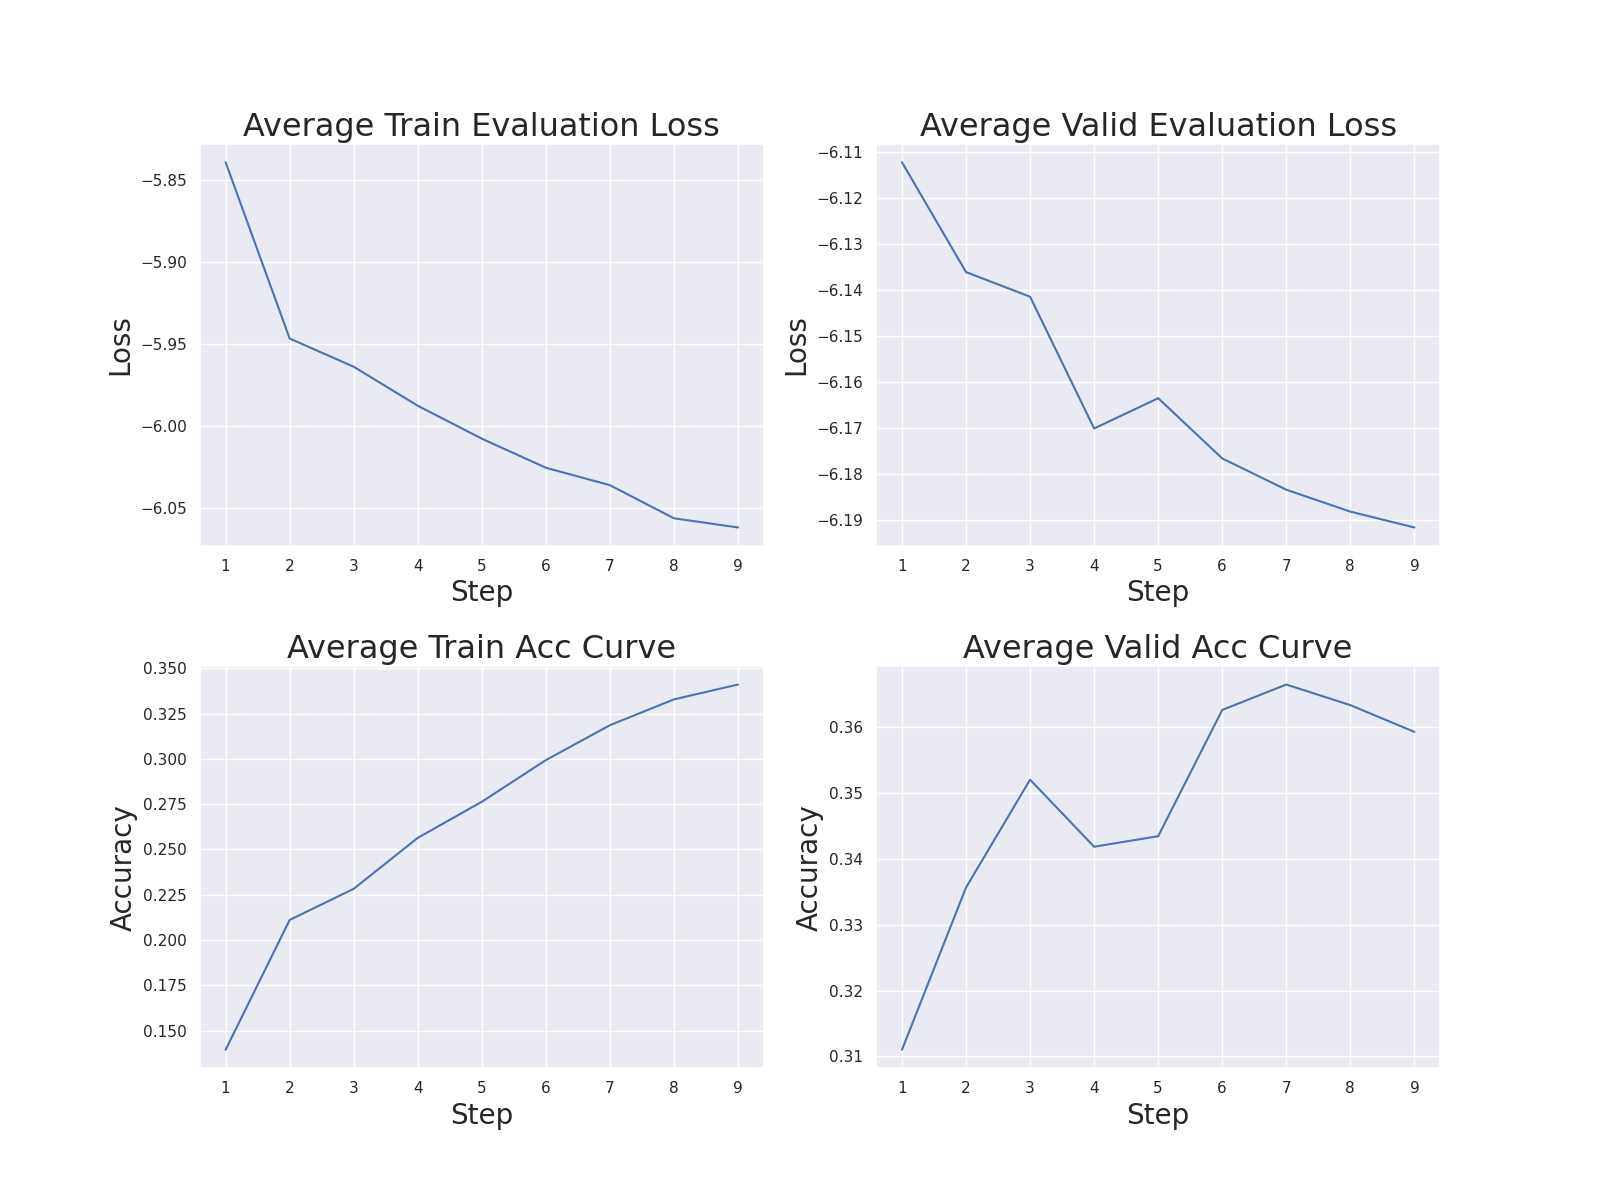 Average Train Evaluation Loss
−5.85
−5.90
−5.95
−6.00
−6.05
Loss
1 2 3 4 5 6 7 8 9
Step
Average Valid Evaluation Loss
−6.11
−6.12
−6.13
−6.14
−6.15
−6.16
−6.17
−6.18
−6.19
Loss
1 2 3 4 5 6 7 8 9
Step
Average Train Acc Curve
0.350
0.325
0.300
0.275
0.250
0.225
0.200
0.175
0.150
Accuracy
1 2 3 4 5 6 7 8 9
Step
Average Valid Acc Curve
0.36
0.35
0.34
0.33
0.32
0.31
Accuracy
1 2 3 4 5 6 7 8 9
Step